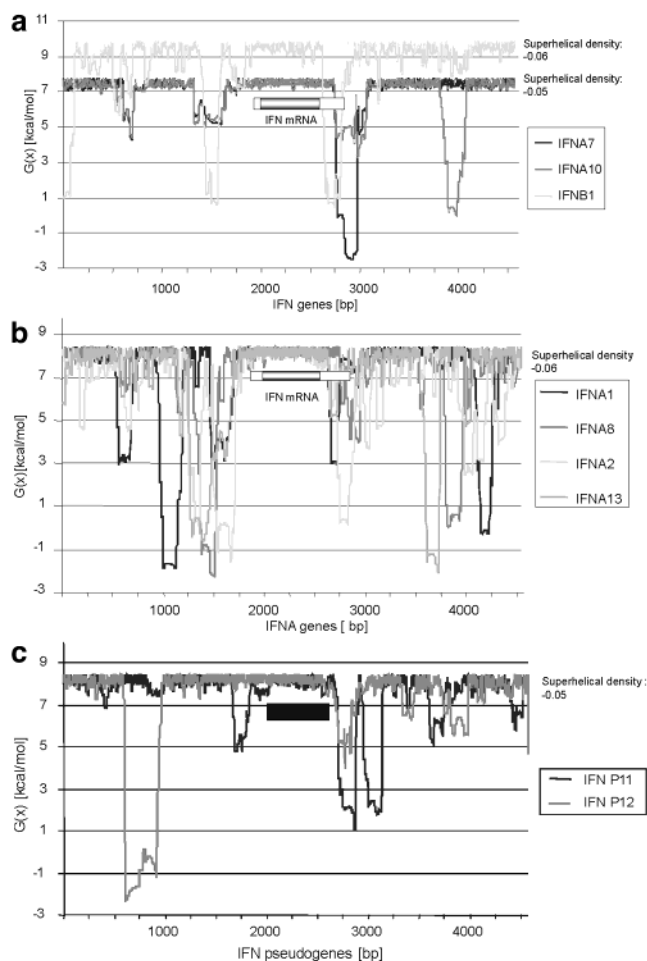 a
11
9
7
5
3
1
-1
-3
G(x) [kcal/mol]
IFN mRNA
1000 2000 3000 4000
IFN genes [bp]
Superhelical density:
-0.06
Superhelical density:
-0.05
IFNA7
IFNA10
IFNB1
b
9
7
5
3
1
-1
-3
G(x)[kcal/mol]
IFN mRNA
1000 2000 3000 4000
IFNA genes [ bp]
Superhelical density
-0.06
IFNA1
IFNA8
IFNA2
IFNA13
c
9
7
5
3
1
-1
-3
G(x) [kcal/mol]
1000 2000 3000 4000
IFN pseudogenes [bp]
Superhelical density :
-0.05
IFN P11
IFN P12